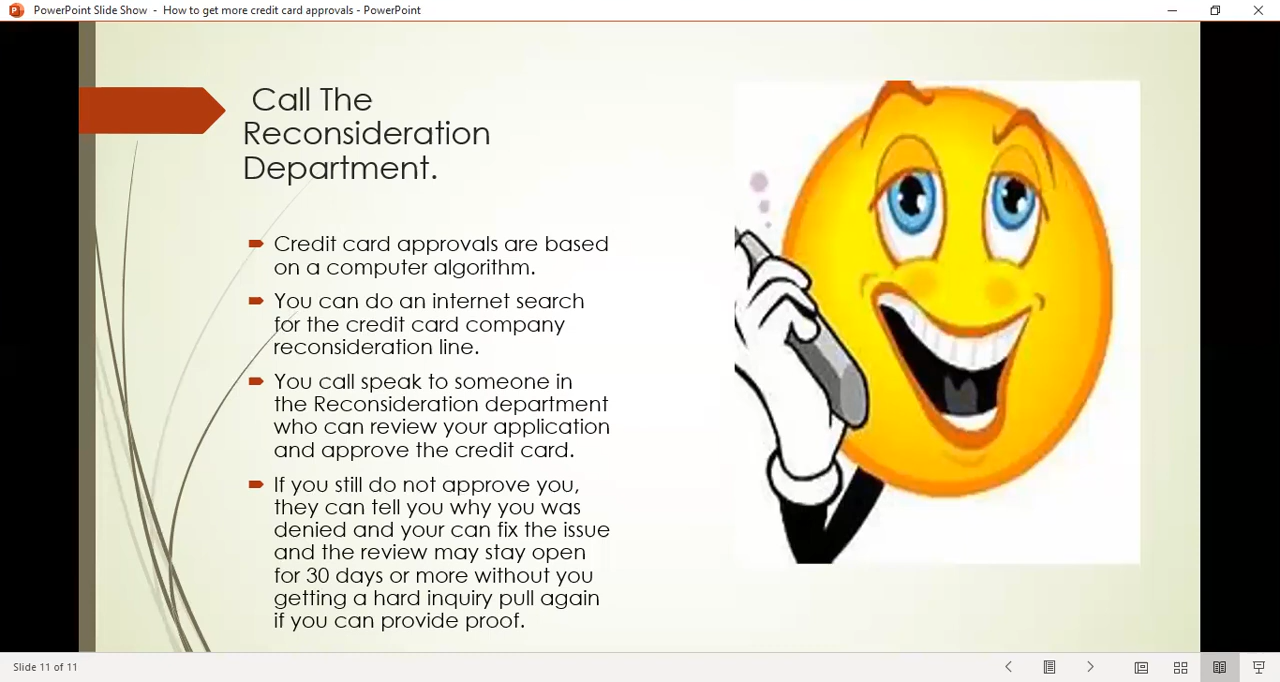 PowerPoint Slide Show - How to get more credit card approvals - PowerPoint
Call The
Reconsideration
Department.
Credit card approvals are based
on a computer algorithm.
You can do an internet search
for the credit card company
reconsideration line.
You call speak to someone in
the Reconsideration department
who can review your application
and approve the credit card.
If you still do not approve you,
they can tell you why you was
denied and your can fix the issue
and the review may stay open
for 30 days or more without you
getting a hard inquiry pull again
if you can provide proof.
Slide 11 of 11